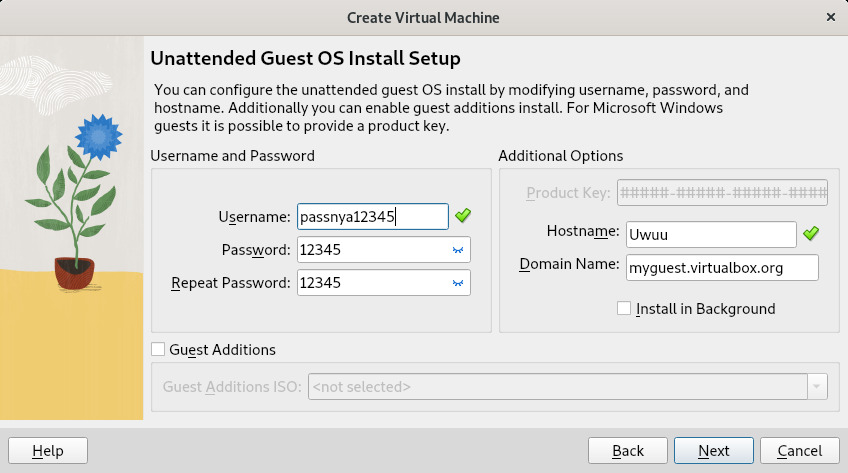 Create Virtual Machine
Unattended Guest OS Install Setup
You can configure the unattended guest OS install by modifying username, password, and
hostname. Additionally you can enable guest additions install. For Microsoft Windows
guests it is possible to provide a product key.
Username and Password
Username: passnya12345
Password: 12345
Repeat Password: 12345
Additional Options
Product Key: #####-#####-#####-####
Hostname: Uwuu
Domain Name: myguest.virtualbox.org
Install in Background
Guest Additions
Guest Additions ISO: <not selected>
Help
Back
Next
Cancel